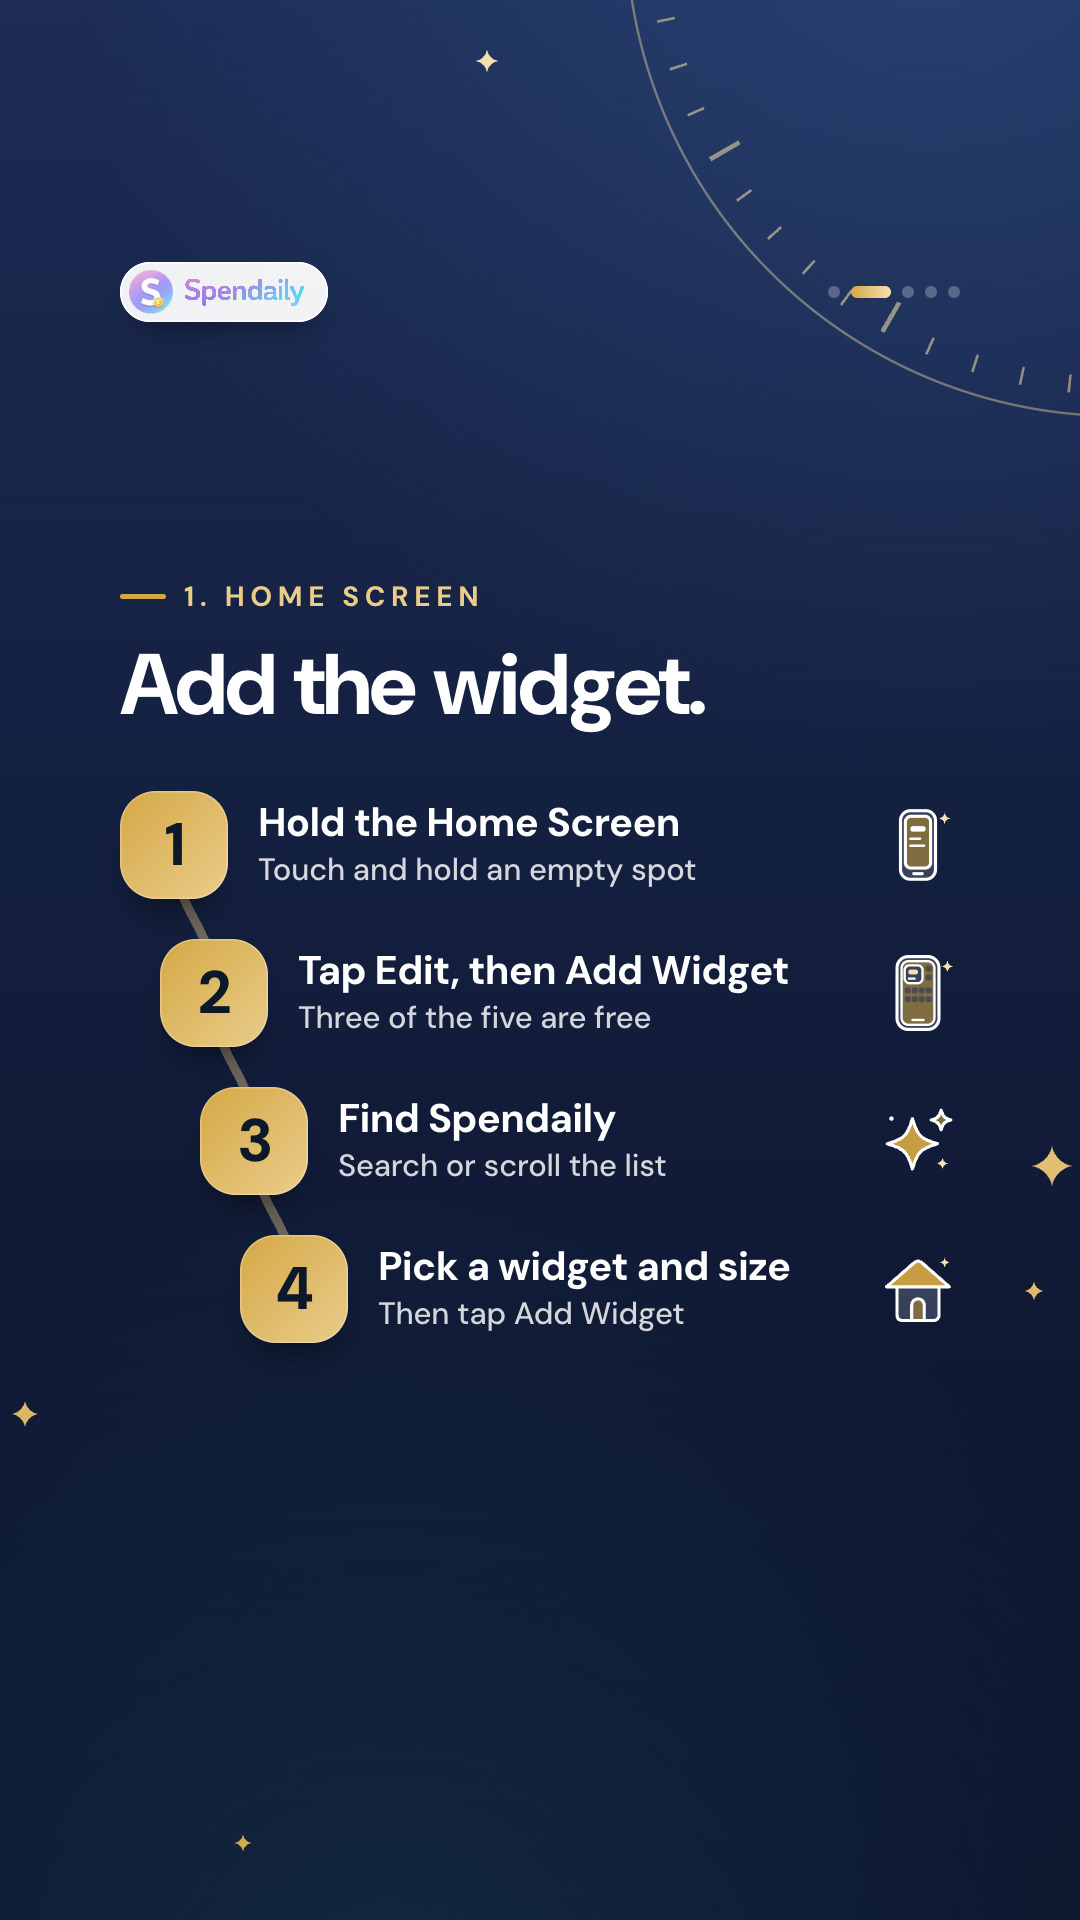 Spendaily
1. HOME SCREEN
Add the widget.
1
Hold the Home Screen
Touch and hold an empty spot
2
Tap Edit, then Add Widget
Three of the five are free
3
Find Spendaily
Search or scroll the list
4
Pick a widget and size
Then tap Add Widget